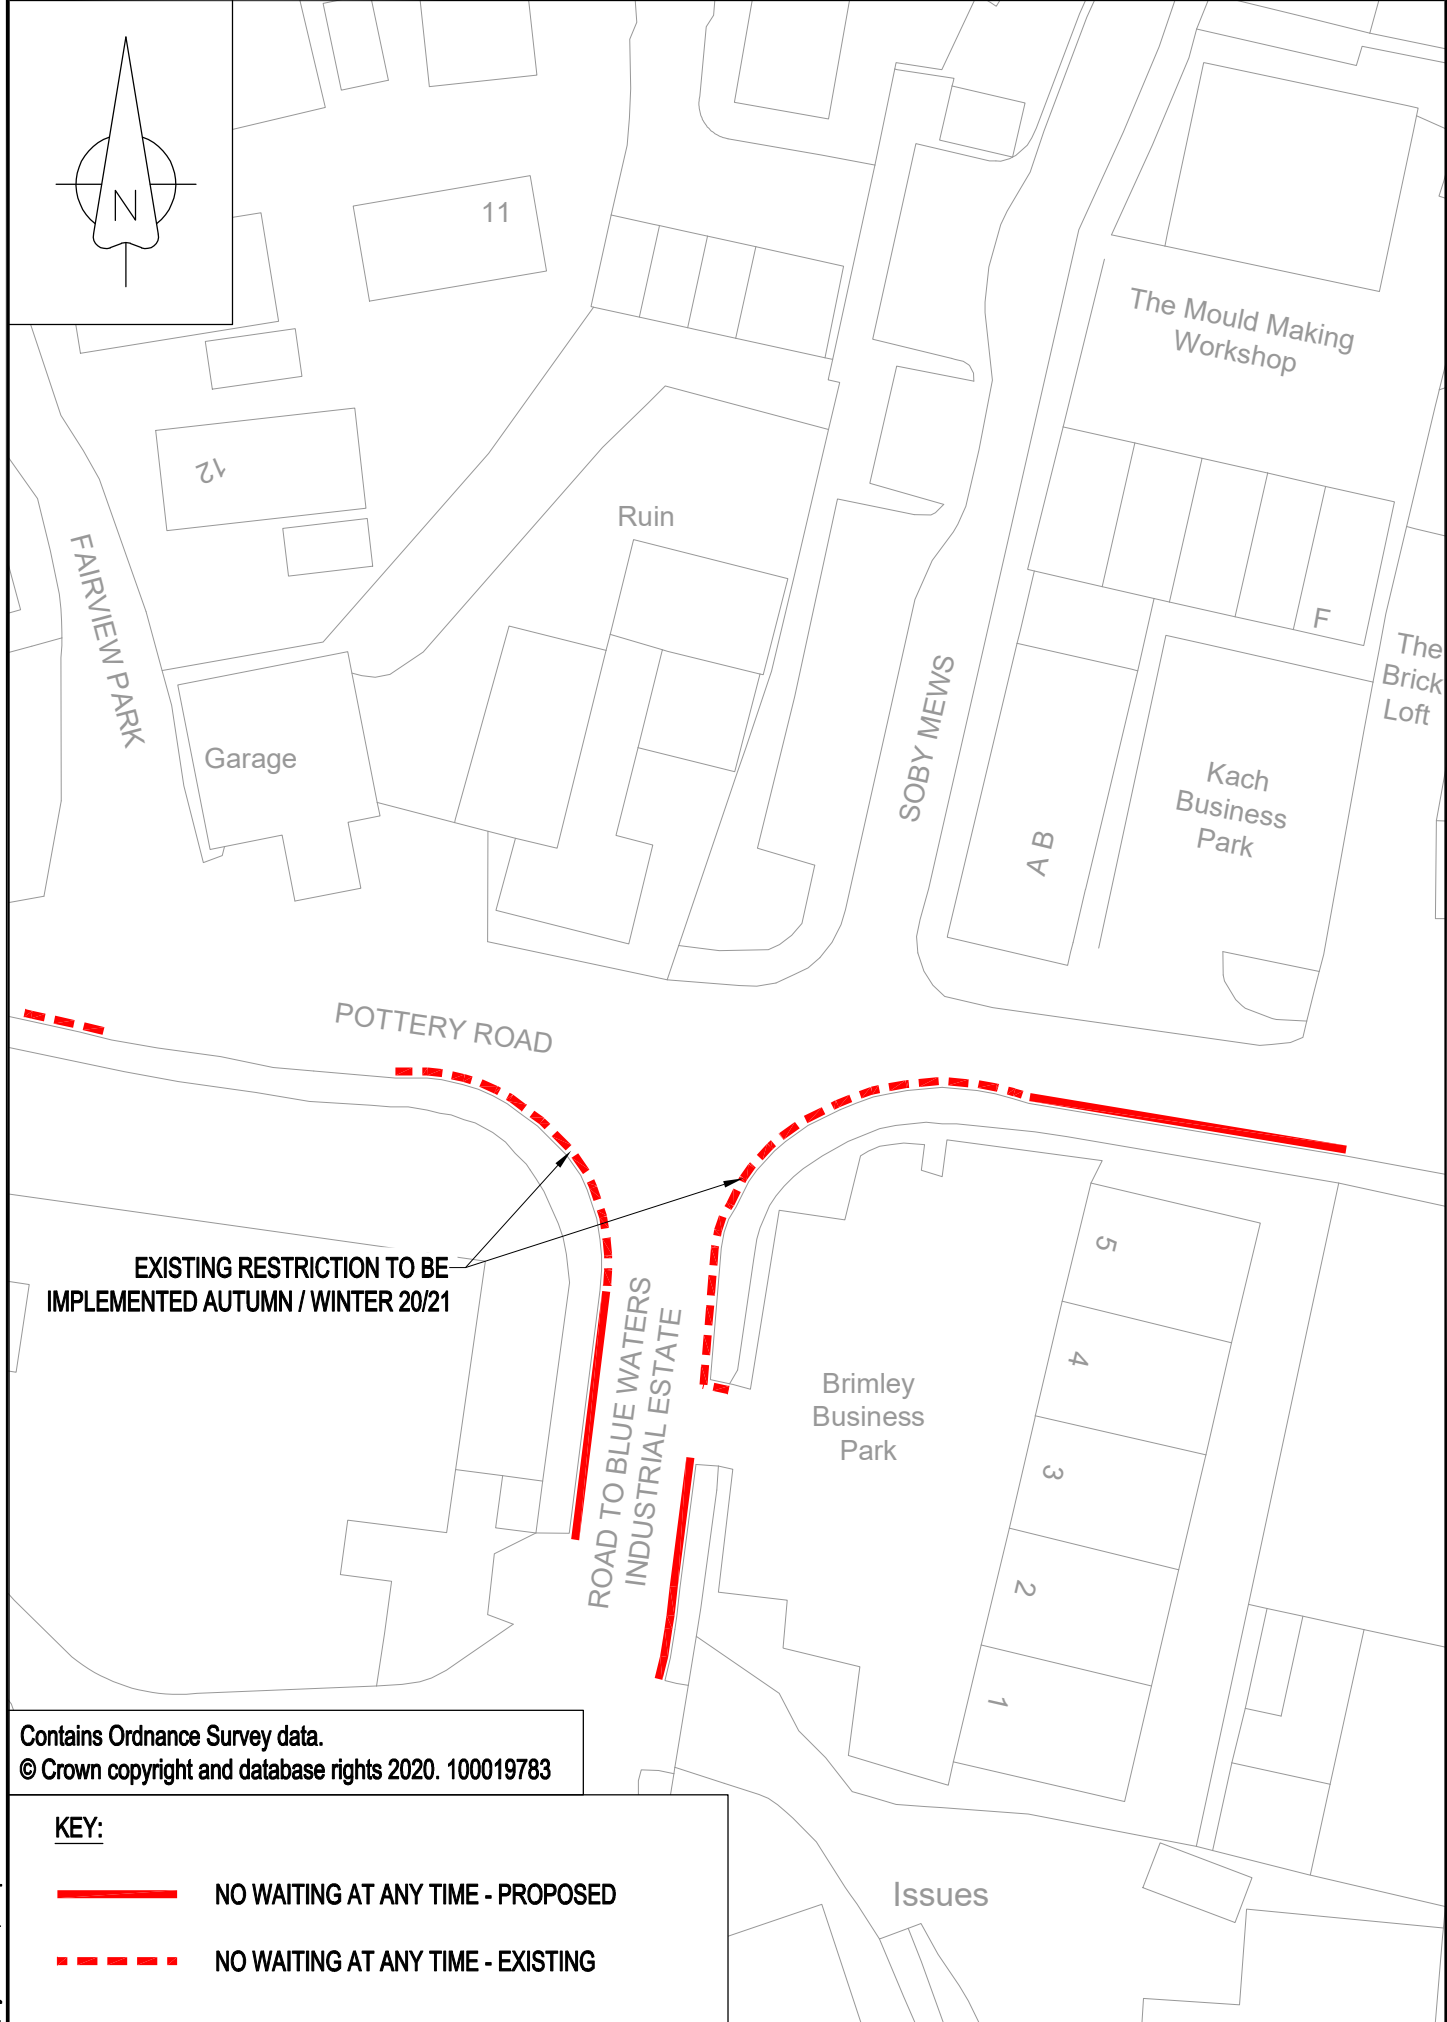 N
11
The Mould Making
Workshop
12
Ruin
FAIRVIEW PARK
F
The
Brick
Loft
SOBY MEWS
Garage
Kach
Business
Park
A B
POTTERY ROAD
EXISTING RESTRICTION TO BE
IMPLEMENTED AUTUMN / WINTER 20/21
ROAD TO BLUE WATERS
INDUSTRIAL ESTATE
5
4
Brimley
Business
Park
3
2
1
Contains Ordnance Survey data.
© Crown copyright and database rights 2020. 100019783
KEY:
NO WAITING AT ANY TIME - PROPOSED
NO WAITING AT ANY TIME - EXISTING
Issues